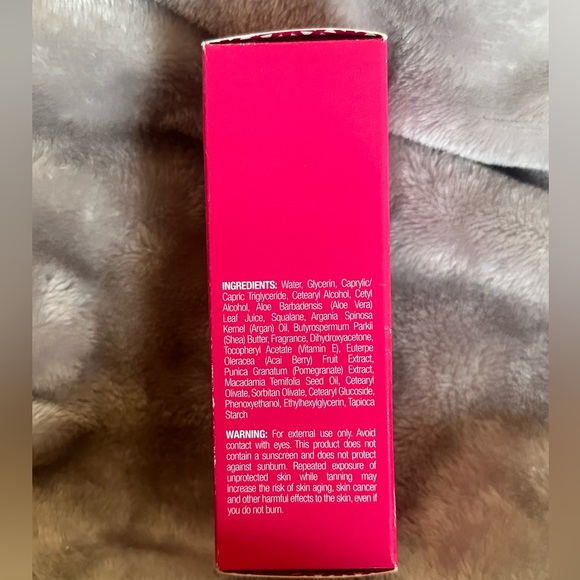 INGREDIENTS: Water, Glycerin, Caprylic/
Capric Triglyceride, Cetearyl Alcohol, Cetyl
Alcohol, Aloe Barbadensis (Aloe Vera)
Leaf Juice, Squalane, Argania Spinosa
Kernel (Argan) Oil, Butyrospermum Parkii
(Shea) Butter, Fragrance, Dihydroxyacetone,
Tocopheryl Acetate (Vitamin E), Euterpe
Oleracea (Acai Berry) Fruit Extract,
Punica Granatum (Pomegranate) Extract,
Macadamia Ternifolia Seed Oil, Cetearyl
Olivate, Sorbitan Olivate, Cetearyl Glucoside,
Phenoxyethanol, Ethylhexylglycerin, Tapioca
Starch
WARNING: For external use only. Avoid
contact with eyes. This product does not
contain a sunscreen and does not protect
against sunburn. Repeated exposure of
unprotected skin while tanning may
increase the risk of skin aging, skin cancer
and other harmful effects to the skin, even if
you do not burn.